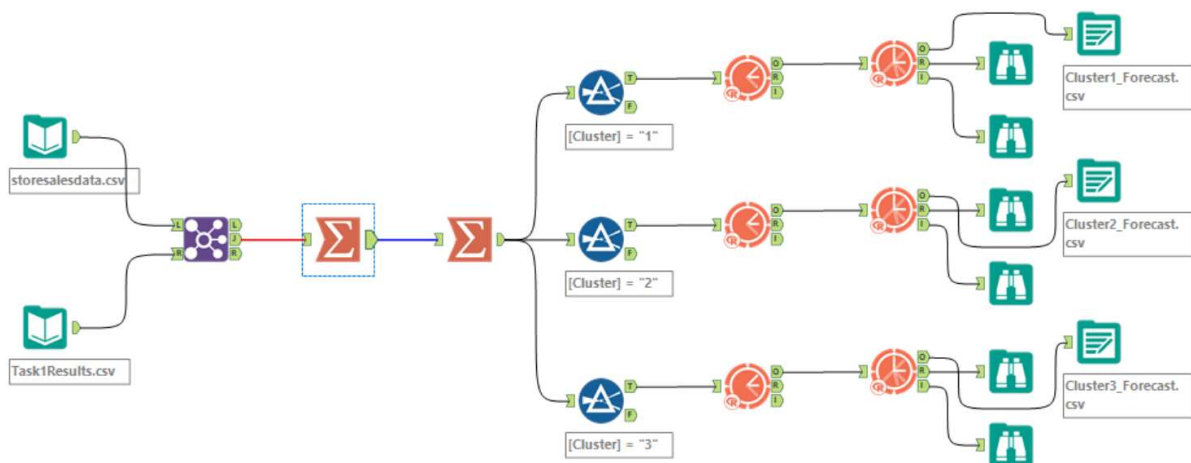 storesalesdata.csv
Task1Results.csv
L
R
L
J
R
[Cluster] = "1"
T
F
O
R
I
O
R
I
Cluster1_Forecast.
csv
[Cluster] = "2"
T
F
O
R
I
O
R
I
Cluster2_Forecast.
csv
[Cluster] = "3"
T
F
O
R
I
O
R
I
Cluster3_Forecast.
csv